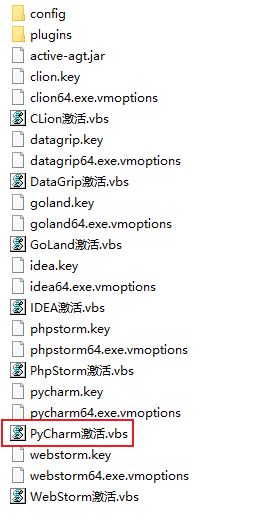 config
plugins
active-agt.jar
clion.key
clion64.exe.vmoptions
CLion激活.vbs
datagrip.key
datagrip64.exe.vmoptions
DataGrip激活.vbs
goland.key
goland64.exe.vmoptions
GoLand激活.vbs
idea.key
idea64.exe.vmoptions
IDEA激活.vbs
phpstorm.key
phpstorm64.exe.vmoptions
PhpStorm激活.vbs
pycharm.key
pycharm64.exe.vmoptions
PyCharm激活.vbs
webstorm.key
webstorm64.exe.vmoptions
WebStorm激活.vbs